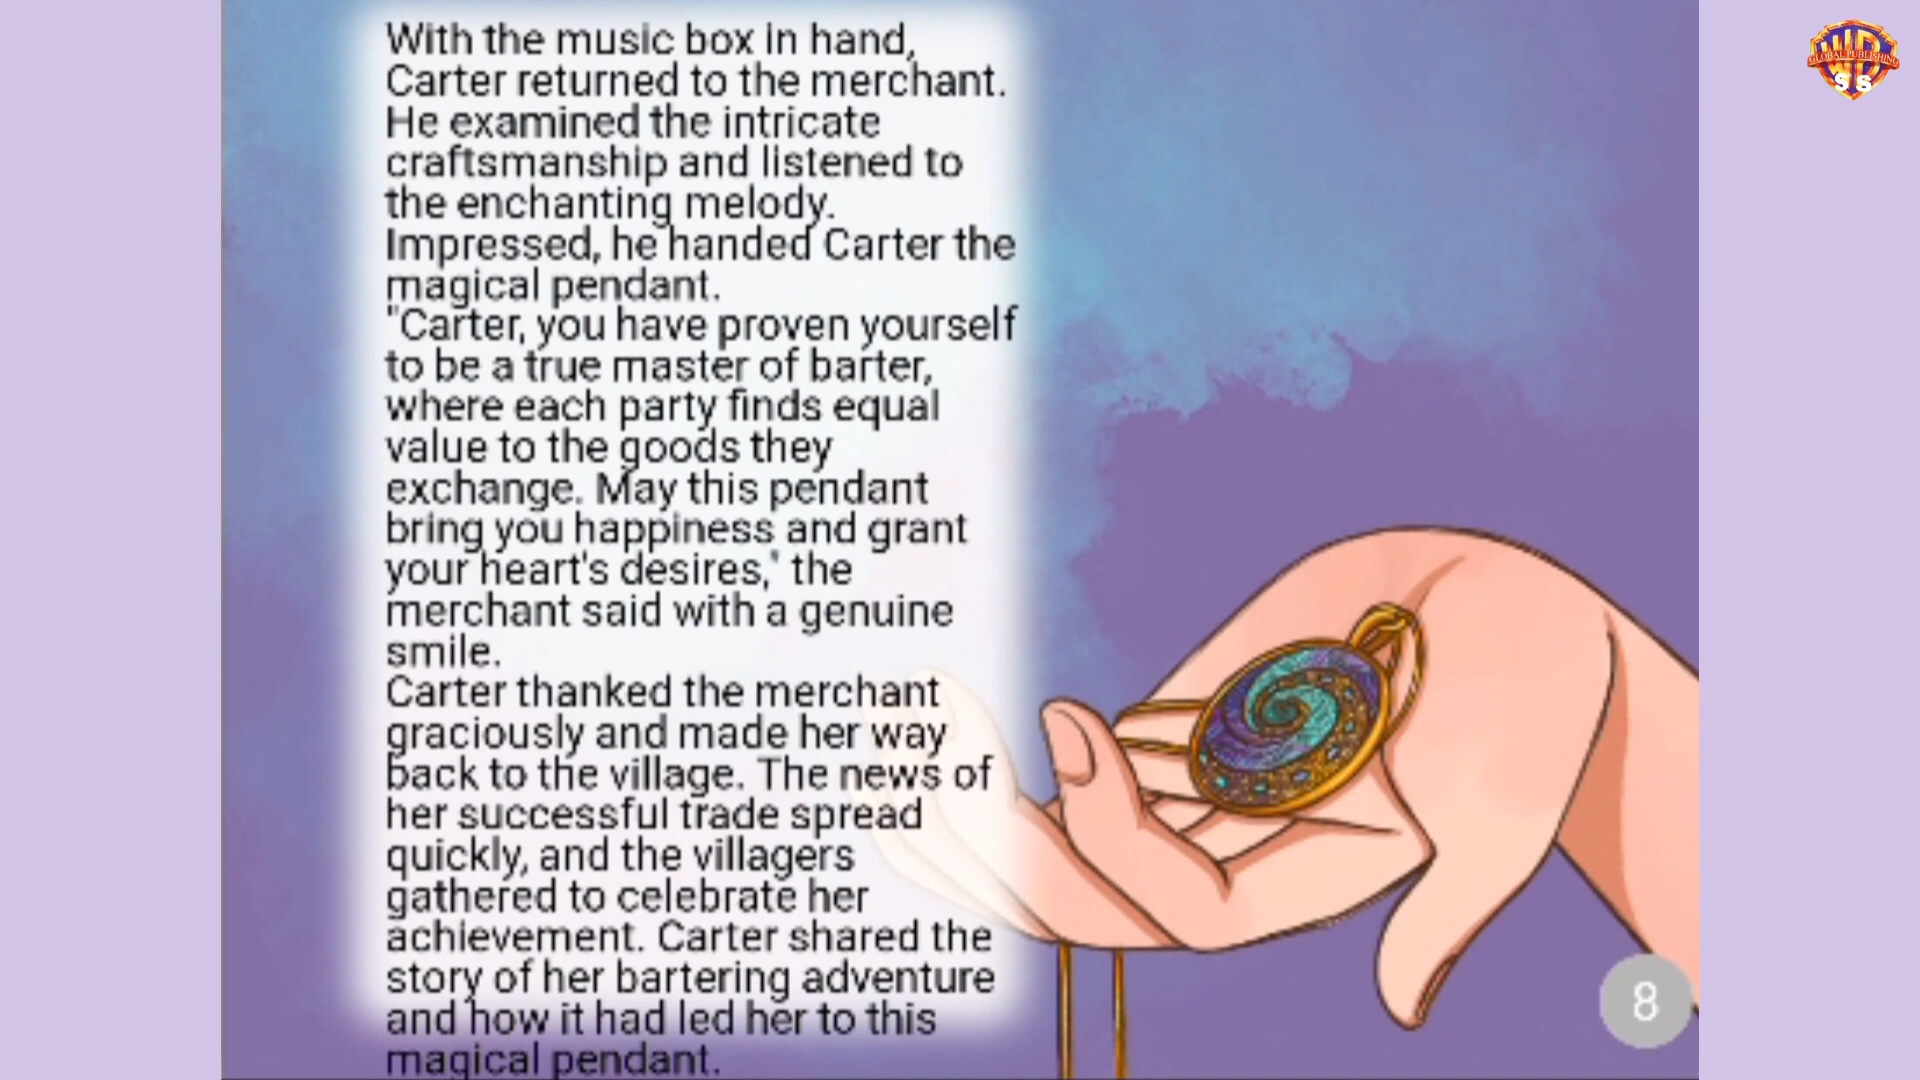 With the music box in hand,
Carter returned to the merchant.
He examined the intricate
craftsmanship and listened to
the enchanting melody.
Impressed, he handed Carter the
magical pendant.
"Carter, you have proven yourself
to be a true master of barter,
where each party finds equal
value to the goods they
exchange. May this pendant
bring you happiness and grant
your heart's desires,' the
merchant said with a genuine
smile.
Carter thanked the merchant
graciously and made her way
back to the village. The news of
her successful trade spread
quickly, and the villagers
gathered to celebrate her
achievement. Carter shared the
story of her bartering adventure
and how it had led her to this
magical pendant.
8
GLOBAL PUBLISHING
S S